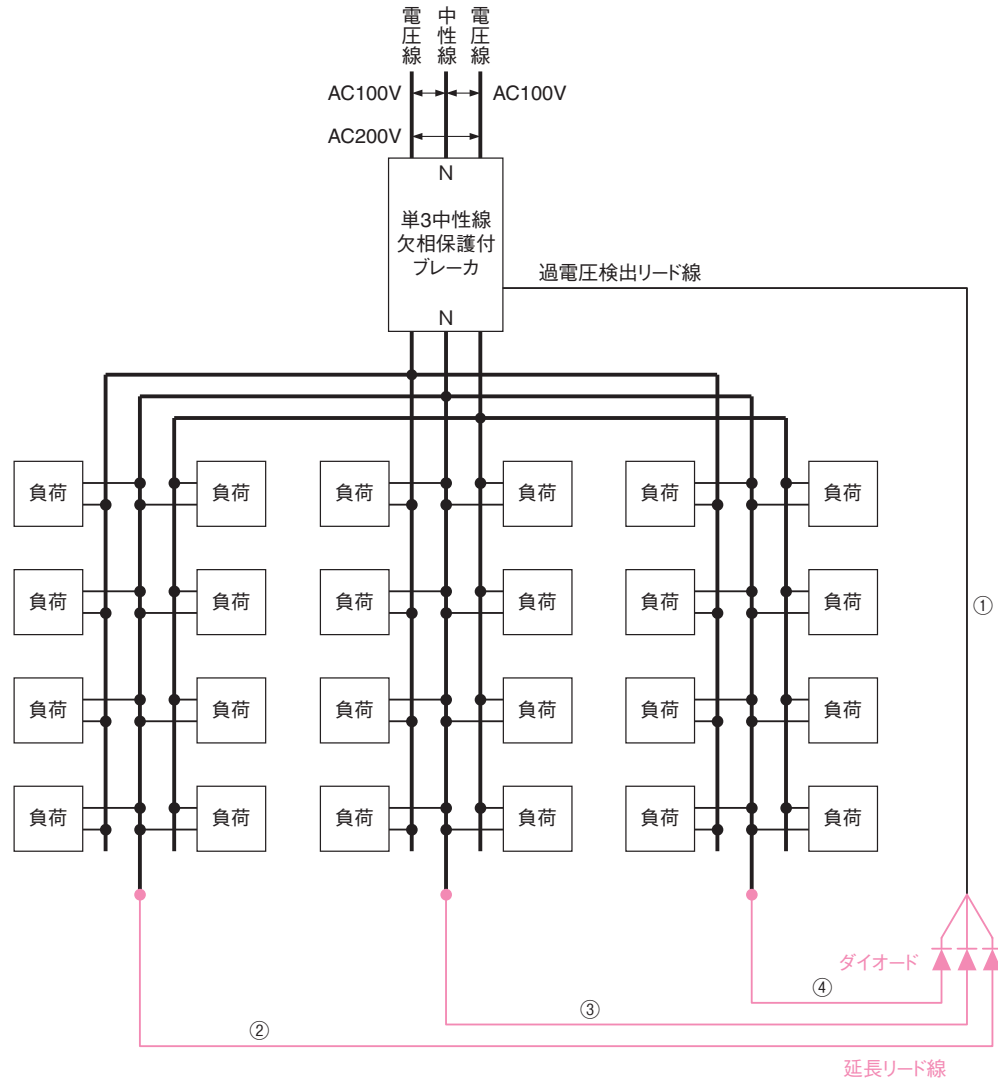 電圧線
中性線
電圧線
AC100V
AC100V
AC200V
N
単3中性線
欠相保護付
ブレーカ
過電圧検出リード線
N
負荷 負荷 負荷 負荷 負荷 負荷
①
負荷 負荷 負荷 負荷 負荷 負荷
負荷 負荷 負荷 負荷 負荷 負荷
負荷 負荷 負荷 負荷 負荷 負荷
ダイオード
④
③
②
延長リード線